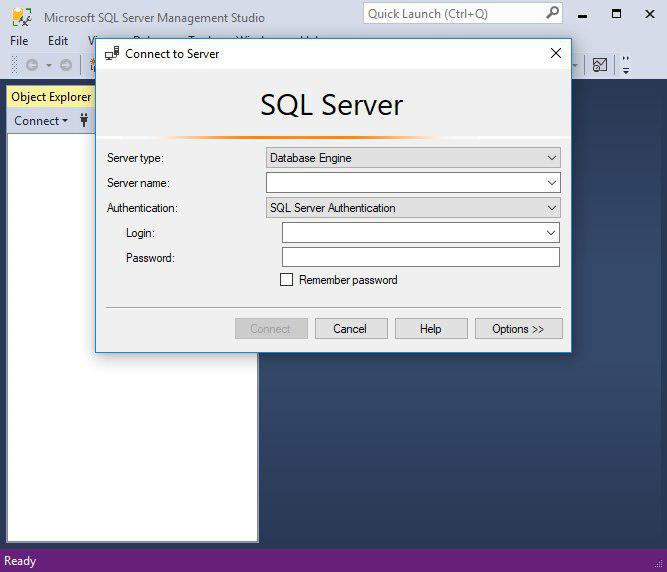 Microsoft SQL Server Management Studio
Quick Launch (Ctrl+Q)
File Edit
Connect to Server
Object Explorer
Connect
SQL Server
Server type: Database Engine
Server name:
Authentication: SQL Server Authentication
Login:
Password:
Remember password
Connect Cancel Help Options >>
Ready